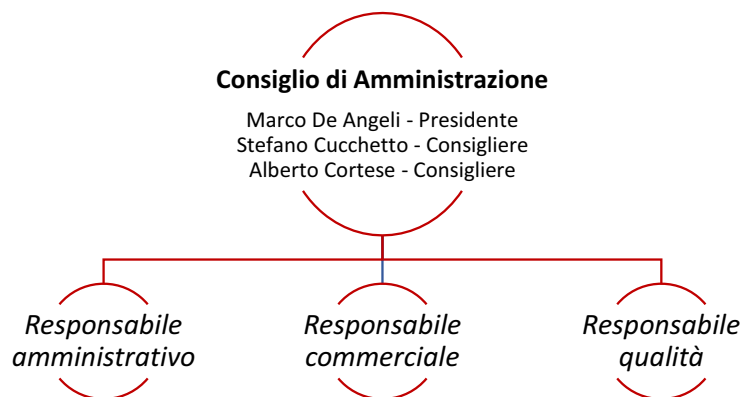 Consiglio di Amministrazione
Marco De Angeli - Presidente
Stefano Cucchetto - Consigliere
Alberto Cortese - Consigliere
Responsabile
amministrativo
Responsabile
commerciale
Responsabile
qualità